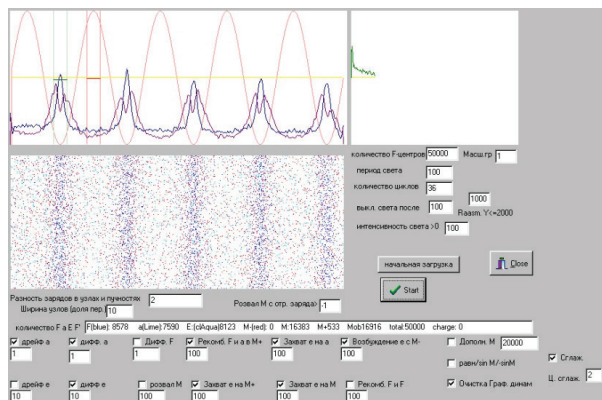 количество F-центров 50000 Масш.гр 1
период света 100
количество циклов 36
выкл. света после 100 1000
Raазт. Y<=2000
интенсивность света >0 100
начальная загрузка Close
Start
Разность зарядов в узлах и пучностях 2
Ширина узлов (доля пер.) 10 Розвал М с отр. заряда> -1
количество F a E F' F(blue): 8578 a(Lime):7590 E:(clAqua)8123 M-(red): 0 M:16383 M+533 Mob16916 total:50000 charge: 0
дрейф а дифф. а Дифф. F Рекомб. F и а в М+ Захват е на а Возбуждение е с М- Дополн. М 20000
1 1 1 100 100 100
равн/sin M/-sinM
Сглаж.
дрейф е дифф е розвал М Захват е на М+ Захват е на М Рекомб. F и F Очистка Граф. динам Ц. сглаж. 2
10 10 100 100 100 100